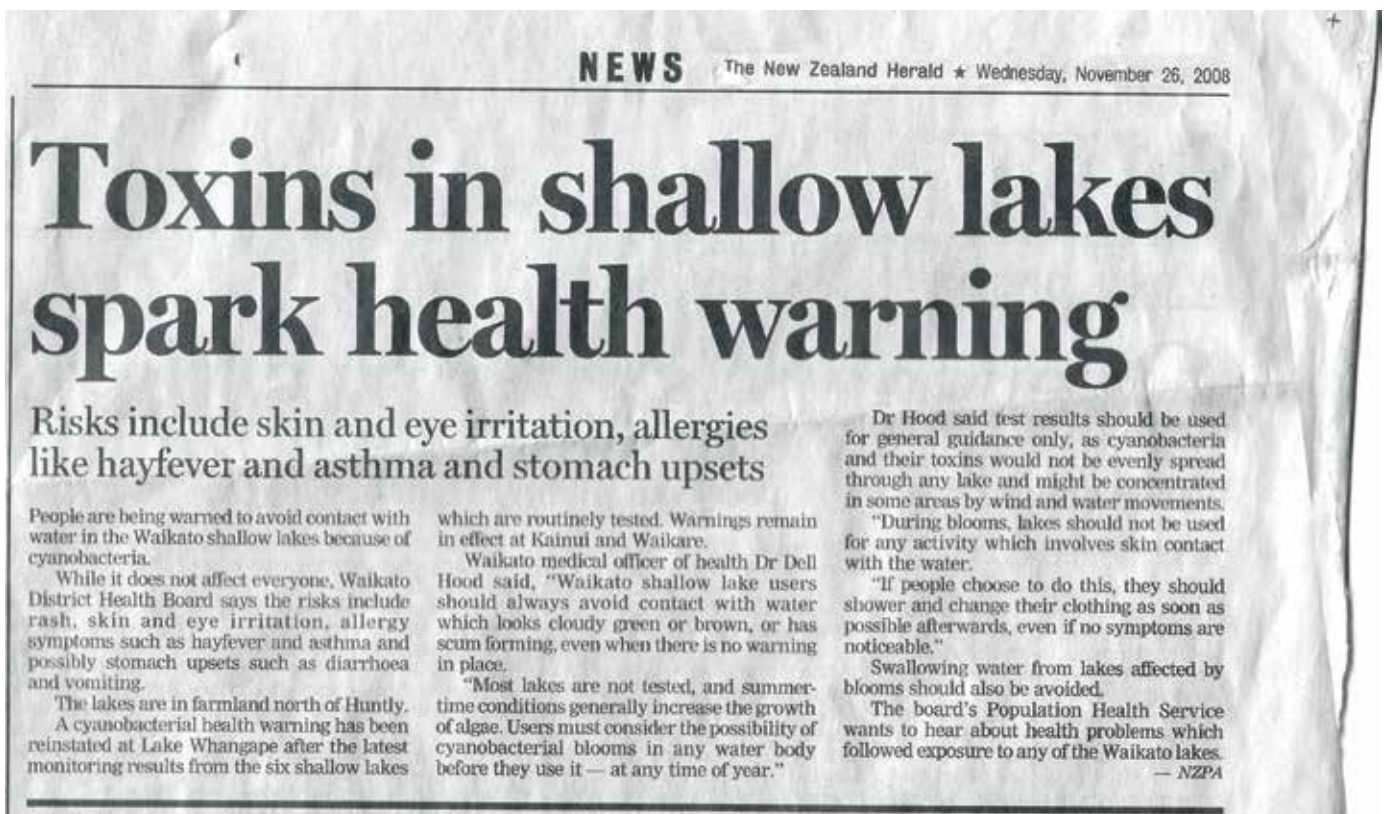 NEWS The New Zealand Herald ★ Wednesday, November 26, 2008
Toxins in shallow lakes
spark health warning
Risks include skin and eye irritation, allergies
like hayfever and asthma and stomach upsets
People are being warned to avoid contact with
water in the Waikato shallow lakes because of
cyanobacteria.
While it does not affect everyone, Waikato
District Health Board says the risks include
rash, skin and eye irritation, allergy
symptoms such as hayfever and asthma and
possibly stomach upsets such as diarrhoea
and vomiting.
The lakes are in farmland north of Huntly.
A cyanobacterial health warning has been
reinstated at Lake Whangape after the latest
monitoring results from the six shallow lakes
which are routinely tested. Warnings remain
in effect at Kainui and Waikare.
Waikato medical officer of health Dr Dell
Hood said, “Waikato shallow lake users
should always avoid contact with water
which looks cloudy green or brown, or has
scum forming, even when there is no warning
in place.
“Most lakes are not tested, and summer-
time conditions generally increase the growth
of algae. Users must consider the possibility of
cyanobacterial blooms in any water body
before they use it — at any time of year.”
Dr Hood said test results should be used
for general guidance only, as cyanobacteria
and their toxins would not be evenly spread
through any lake and might be concentrated
in some areas by wind and water movements.
“During blooms, lakes should not be used
for any activity which involves skin contact
with the water.
“If people choose to do this, they should
shower and change their clothing as soon as
possible afterwards, even if no symptoms are
noticeable.”
Swallowing water from lakes affected by
blooms should also be avoided.
The board's Population Health Service
wants to hear about health problems which
followed exposure to any of the Waikato lakes.
— NZPA